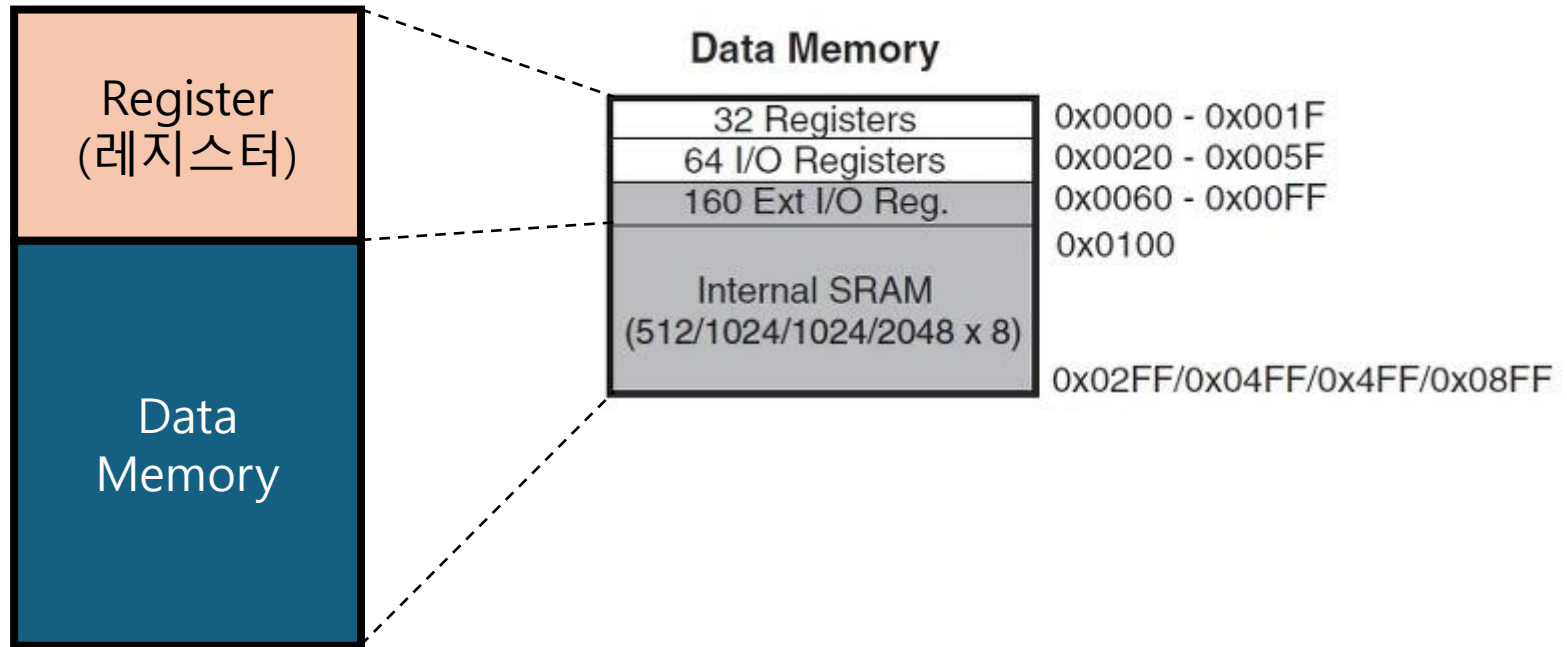 Register
(레지스터)
Data
Memory
Data Memory
32 Registers
0x0000 - 0x001F
64 I/O Registers
0x0020 - 0x005F
160 Ext I/O Reg.
0x0060 - 0x00FF
0x0100
Internal SRAM
(512/1024/1024/2048 x 8)
0x02FF/0x04FF/0x4FF/0x08FF